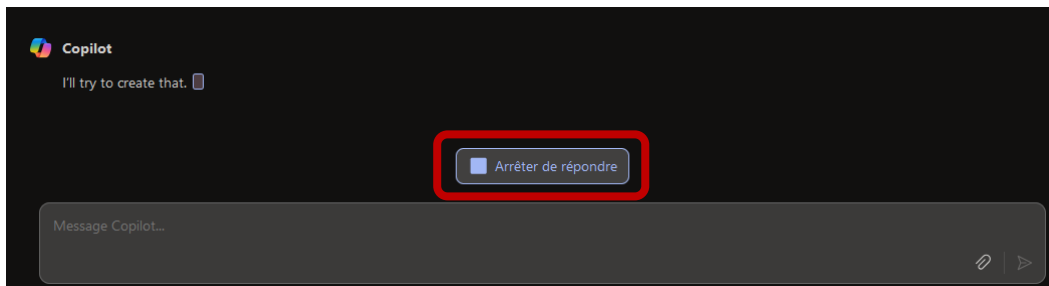 Copilot
I'll try to create that.
Arrêter de répondre
Message Copilot...